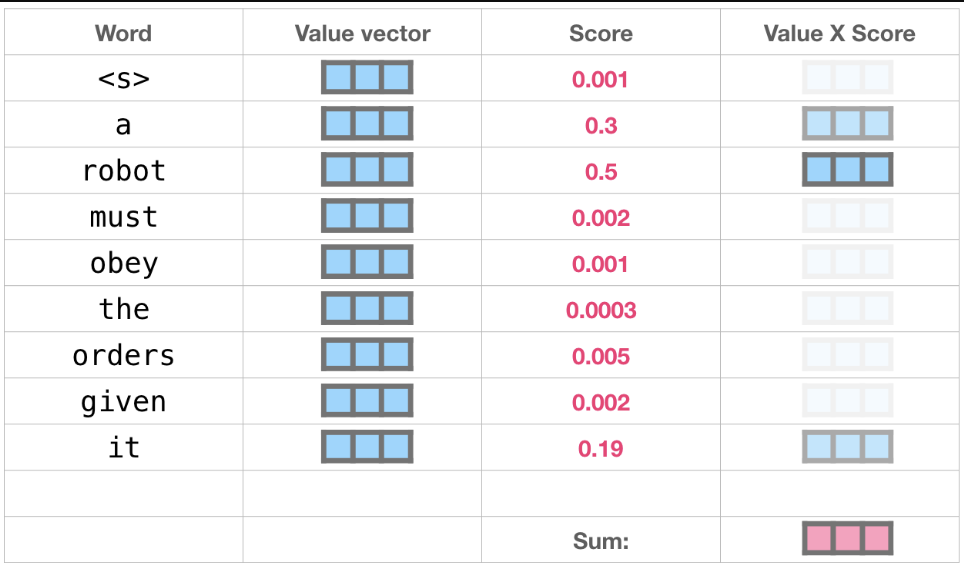 Word Value vector Score Value X Score
<s> 0.001
a 0.3
robot 0.5
must 0.002
obey 0.001
the 0.0003
orders 0.005
given 0.002
it 0.19
Sum: